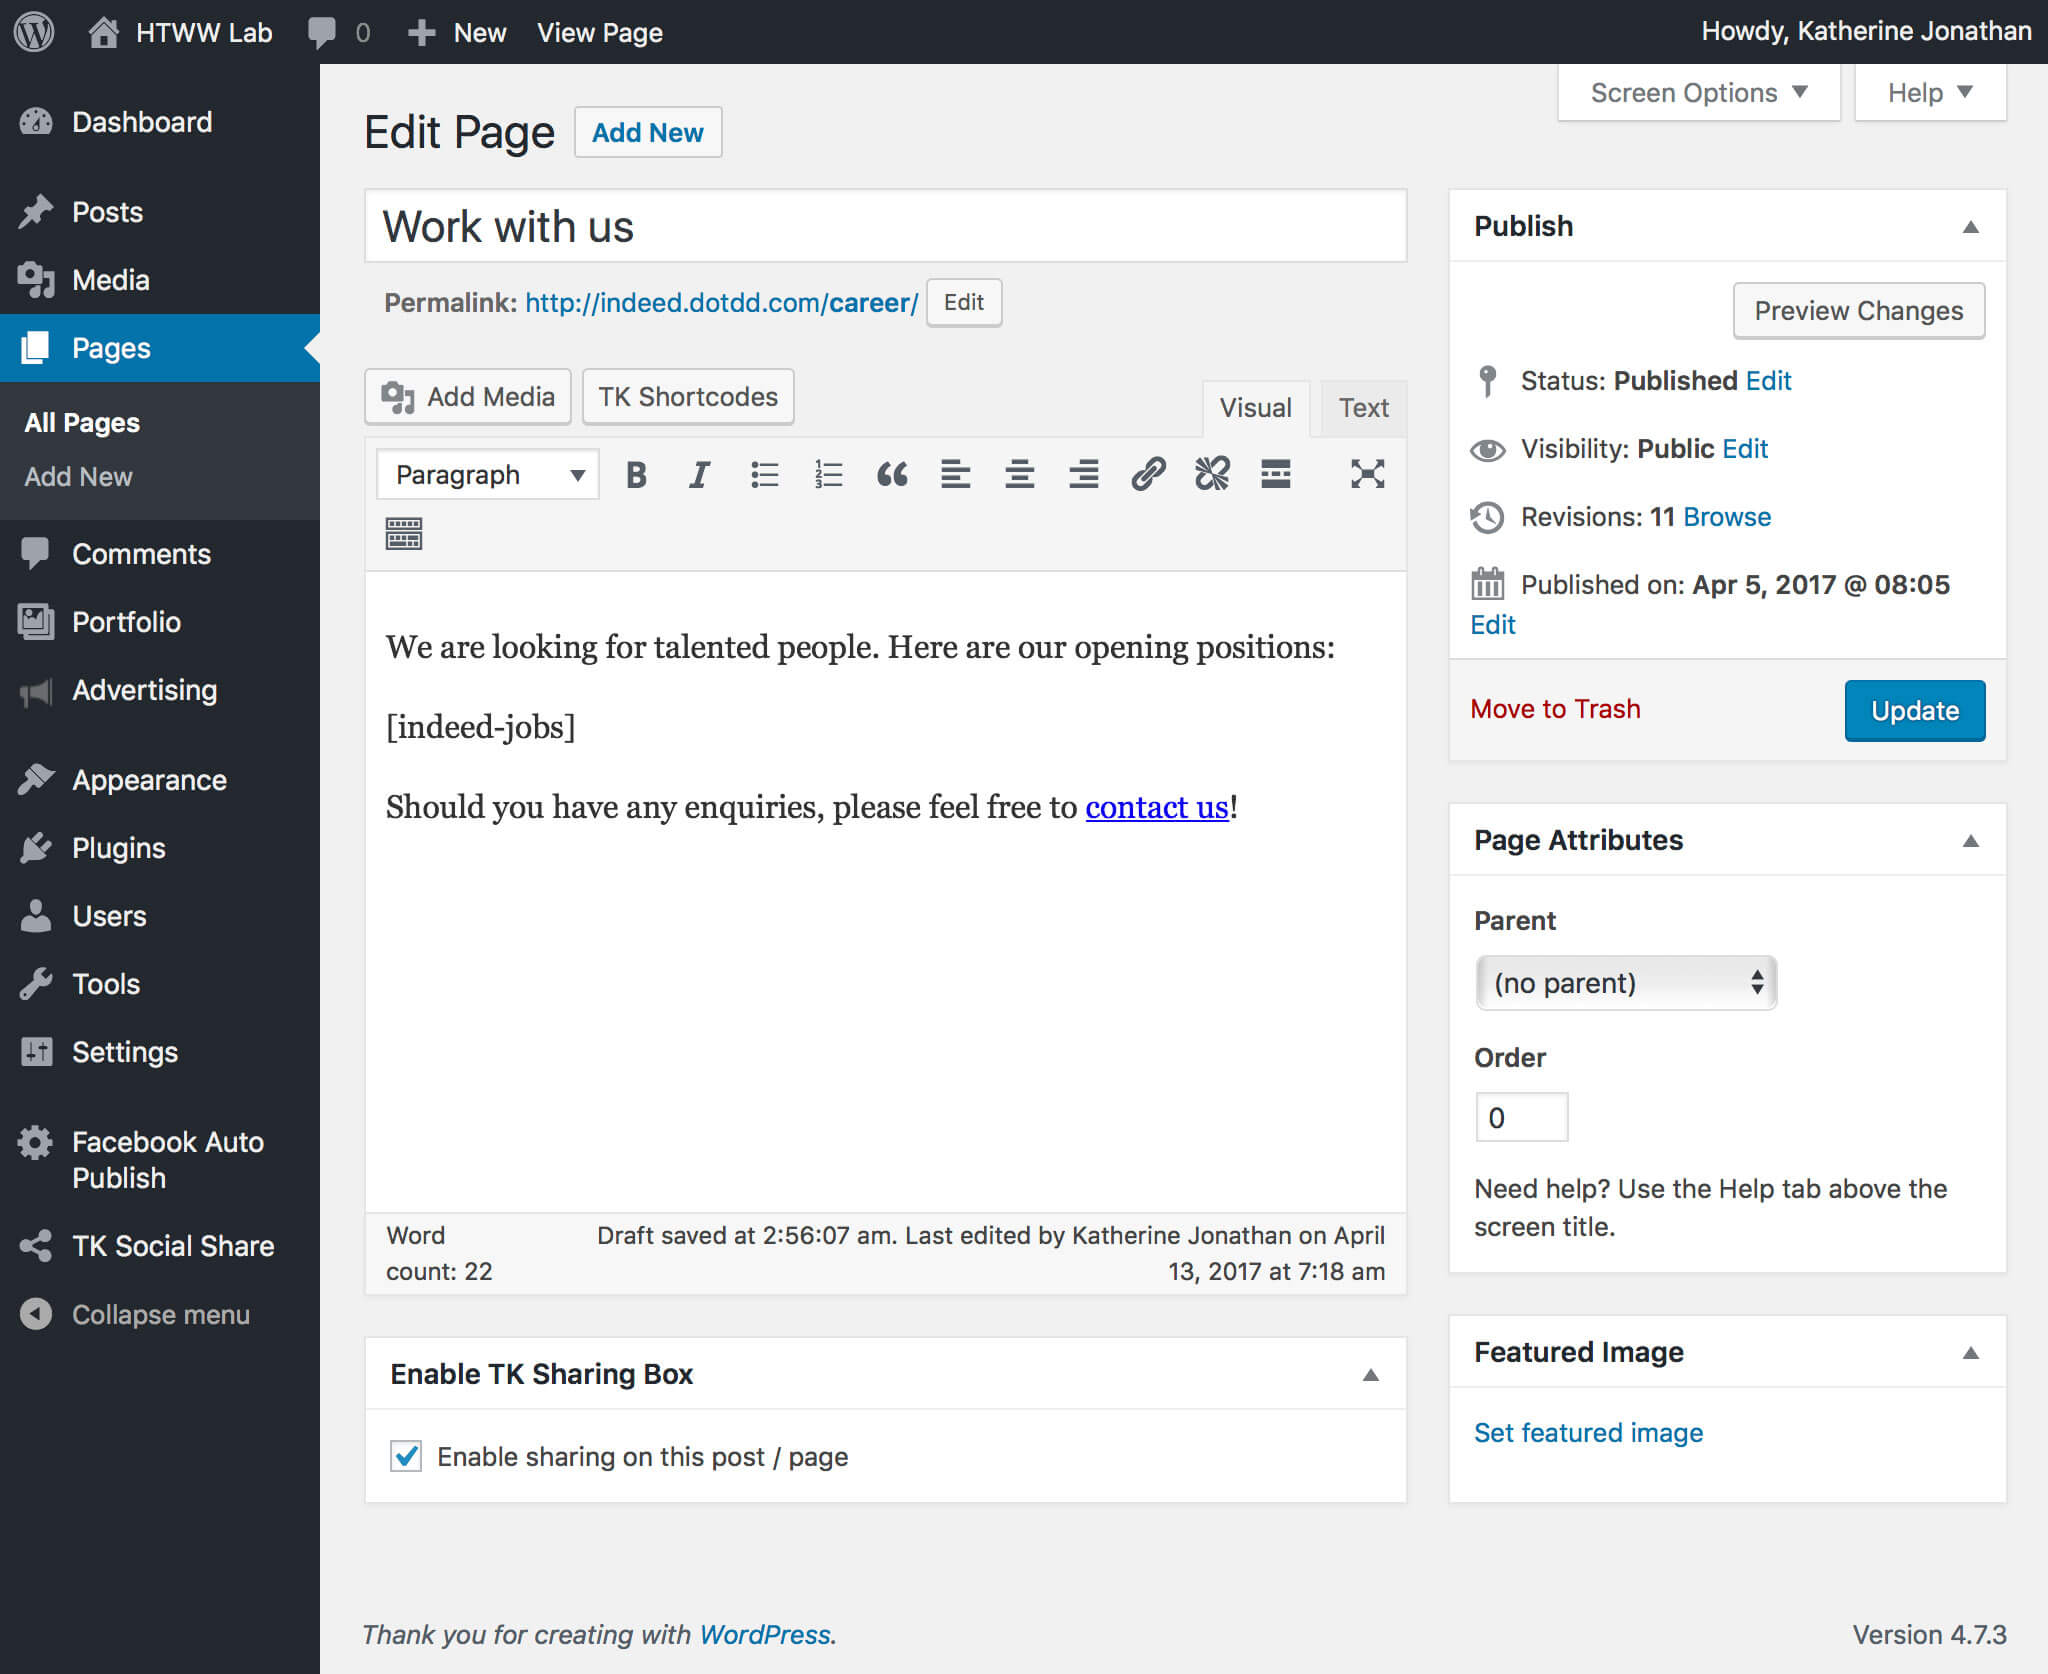 HTWW Lab 0 New View Page Howdy, Katherine Jonathan
Screen Options Help
Dashboard
Posts
Media
Pages
All Pages
Add New
Comments
Portfolio
Advertising
Appearance
Plugins
Users
Tools
Settings
Facebook Auto
Publish
TK Social Share
Collapse menu
Edit Page Add New
Work with us
Permalink: http://indeed.dotdd.com/career/ Edit
Add Media TK Shortcodes Visual Text
Paragraph
We are looking for talented people. Here are our opening positions:
[indeed-jobs]
Should you have any enquiries, please feel free to contact us!
Word
count: 22
Draft saved at 2:56:07 am. Last edited by Katherine Jonathan on April
13, 2017 at 7:18 am
Enable TK Sharing Box
Enable sharing on this post / page
Publish
Preview Changes
Status: Published Edit
Visibility: Public Edit
Revisions: 11 Browse
Published on: Apr 5, 2017 @ 08:05
Edit
Move to Trash Update
Page Attributes
Parent
(no parent)
Order
0
Need help? Use the Help tab above the
screen title.
Featured Image
Set featured image
Thank you for creating with WordPress.
Version 4.7.3